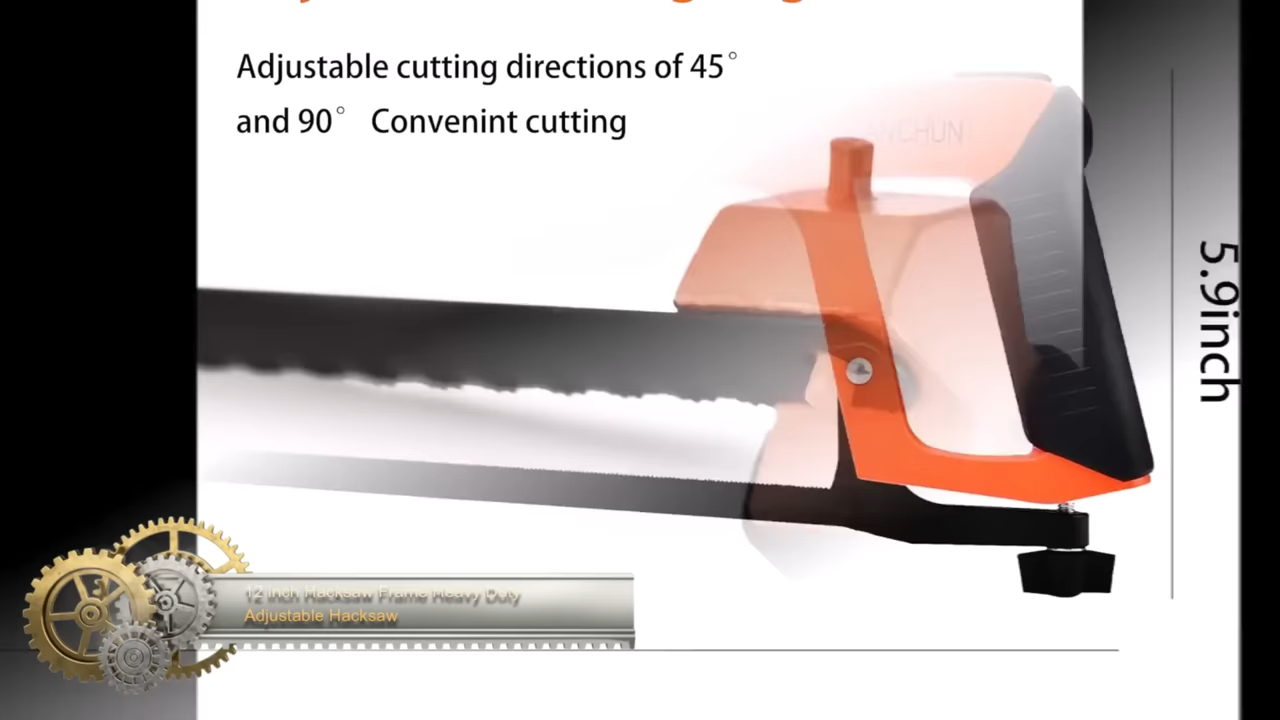 Adjustable cutting directions of 45°
and 90° Convenint cutting
5.9inch
12 Inch Hacksaw Frame Heavy Duty
Adjustable Hacksaw